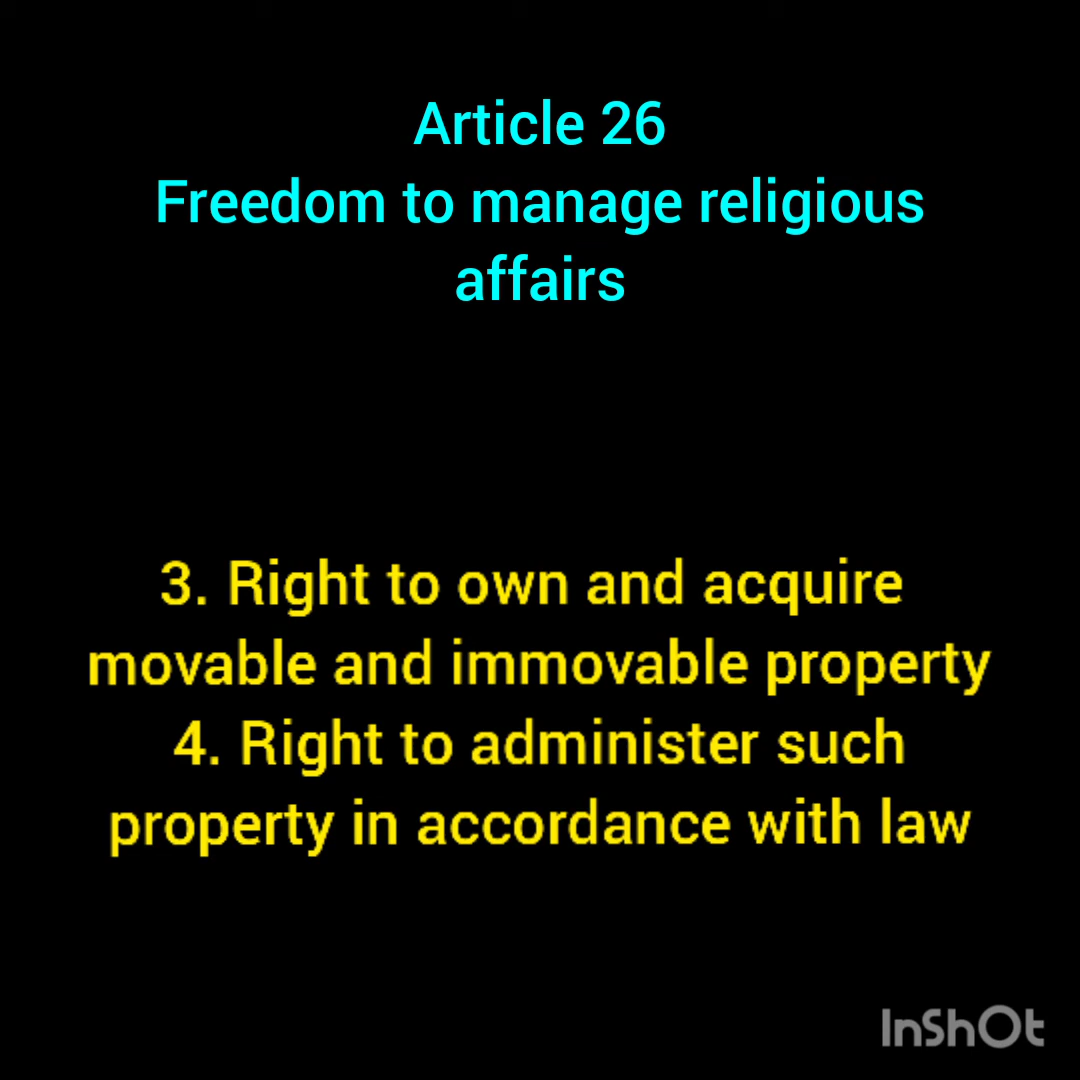 Article 26
Freedom to manage religious
affairs
3. Right to own and acquire
movable and immovable property
4. Right to administer such
property in accordance with law
InShOt